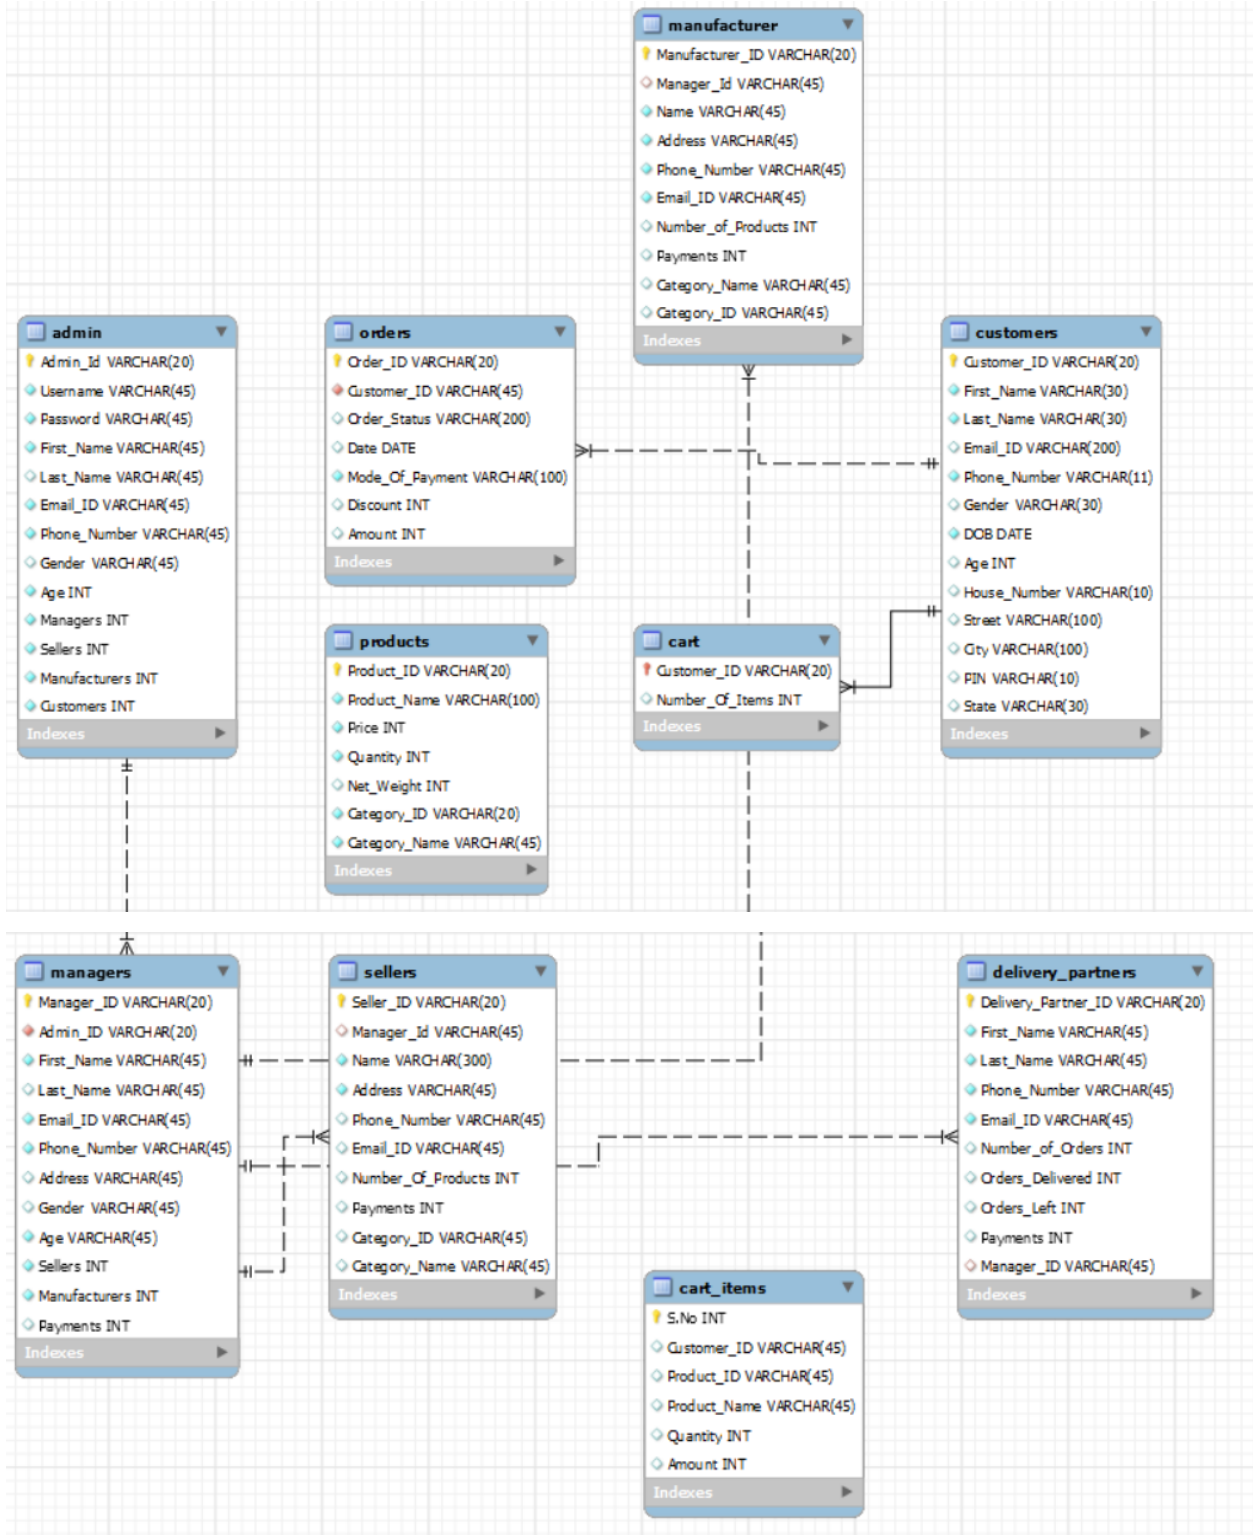 manufacturer
Manufacturer_ID VARCHAR(20)
Manager_Id VARCHAR(45)
Name VARCHAR(45)
Address VARCHAR(45)
Phone_Number VARCHAR(45)
Email_ID VARCHAR(45)
Number_of_Products INT
Payments INT
Category_Name VARCHAR(45)
Category_ID VARCHAR(45)
Indexes
admin
Admin_Id VARCHAR(20)
Username VARCHAR(45)
Password VARCHAR(45)
First_Name VARCHAR(45)
Last_Name VARCHAR(45)
Email_ID VARCHAR(45)
Phone_Number VARCHAR(45)
Gender VARCHAR(45)
Age INT
Managers INT
Sellers INT
Manufacturers INT
Customers INT
Indexes
orders
Order_ID VARCHAR(20)
Customer_ID VARCHAR(45)
Order_Status VARCHAR(200)
Date DATE
Mode_Of_Payment VARCHAR(100)
Discount INT
Amount INT
Indexes
customers
Customer_ID VARCHAR(20)
First_Name VARCHAR(30)
Last_Name VARCHAR(30)
Email_ID VARCHAR(200)
Phone_Number VARCHAR(11)
Gender VARCHAR(30)
DOB DATE
Age INT
House_Number VARCHAR(10)
Street VARCHAR(100)
City VARCHAR(100)
PIN VARCHAR(10)
State VARCHAR(30)
Indexes
products
Product_ID VARCHAR(20)
Product_Name VARCHAR(100)
Price INT
Quantity INT
Net_Weight INT
Category_ID VARCHAR(20)
Category_Name VARCHAR(45)
Indexes
cart
Customer_ID VARCHAR(20)
Number_Of_Items INT
Indexes
managers
Manager_ID VARCHAR(20)
Admin_ID VARCHAR(20)
First_Name VARCHAR(45)
Last_Name VARCHAR(45)
Email_ID VARCHAR(45)
Phone_Number VARCHAR(45)
Address VARCHAR(45)
Gender VARCHAR(45)
Age VARCHAR(45)
Sellers INT
Manufacturers INT
Payments INT
Indexes
sellers
Seller_ID VARCHAR(20)
Manager_Id VARCHAR(45)
Name VARCHAR(300)
Address VARCHAR(45)
Phone_Number VARCHAR(45)
Email_ID VARCHAR(45)
Number_Of_Products INT
Payments INT
Category_ID VARCHAR(45)
Category_Name VARCHAR(45)
Indexes
delivery_partners
Delivery_Partner_ID VARCHAR(20)
First_Name VARCHAR(45)
Last_Name VARCHAR(45)
Phone_Number VARCHAR(45)
Email_ID VARCHAR(45)
Number_of_Orders INT
Orders_Delivered INT
Orders_Left INT
Payments INT
Manager_ID VARCHAR(45)
Indexes
cart_items
S.No INT
Customer_ID VARCHAR(45)
Product_ID VARCHAR(45)
Product_Name VARCHAR(45)
Quantity INT
Amount INT
Indexes